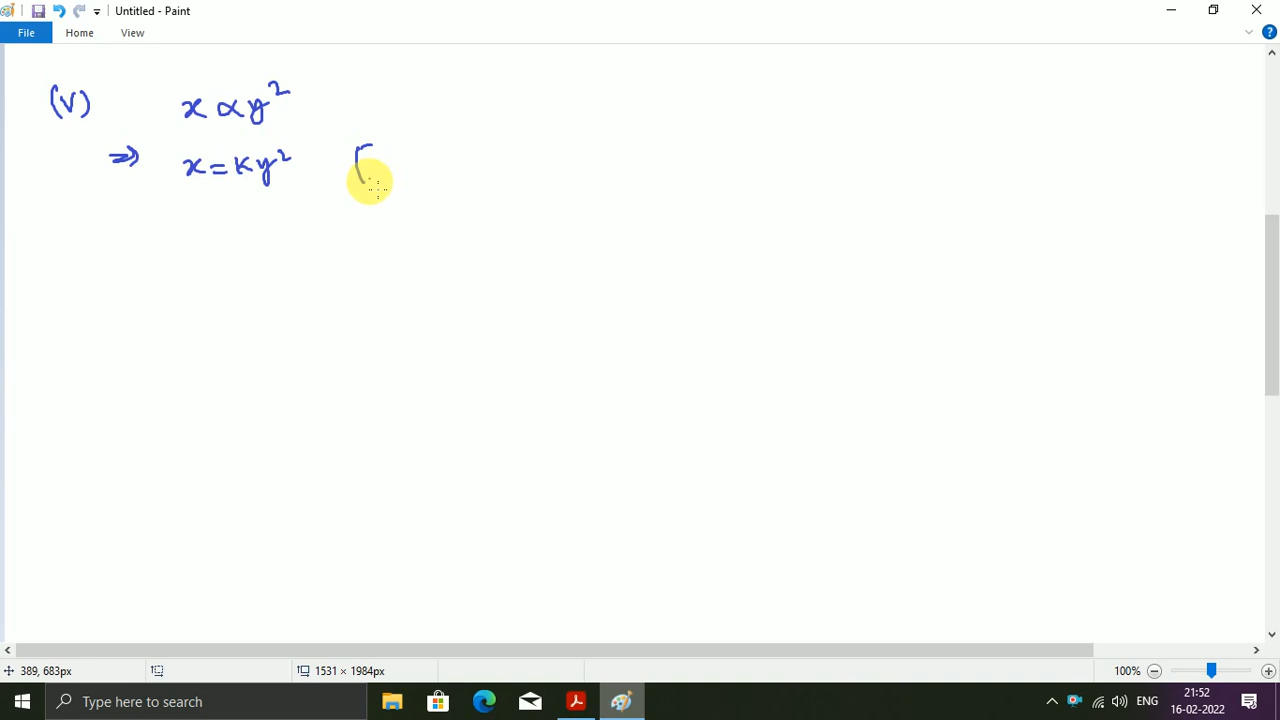 Untitled - Paint
File Home View
(V) x ∝ y²
⇒ x = K y² [
389, 683px 1531 × 1984px 100%
Type here to search
ENG
21:52
16-02-2022